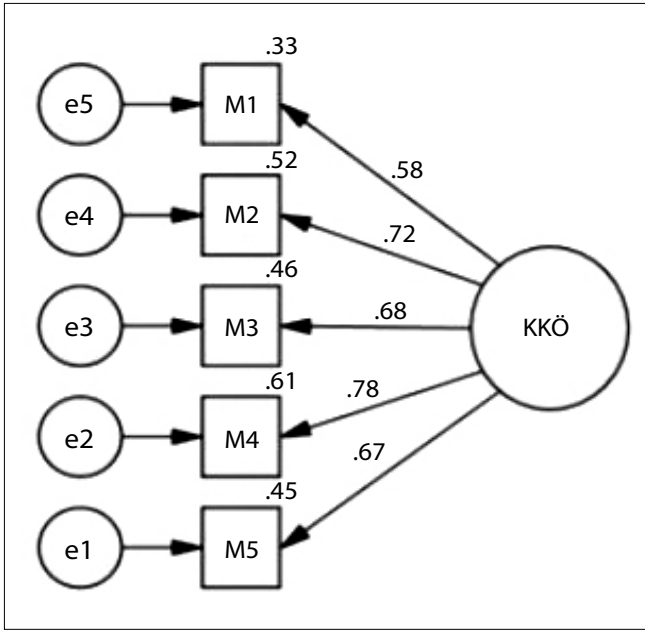 .33
e5 M1
.58
.52
e4 M2
.72
.46
e3 M3
.68
KKÖ
.61
e2 M4
.78
.67
.45
e1 M5